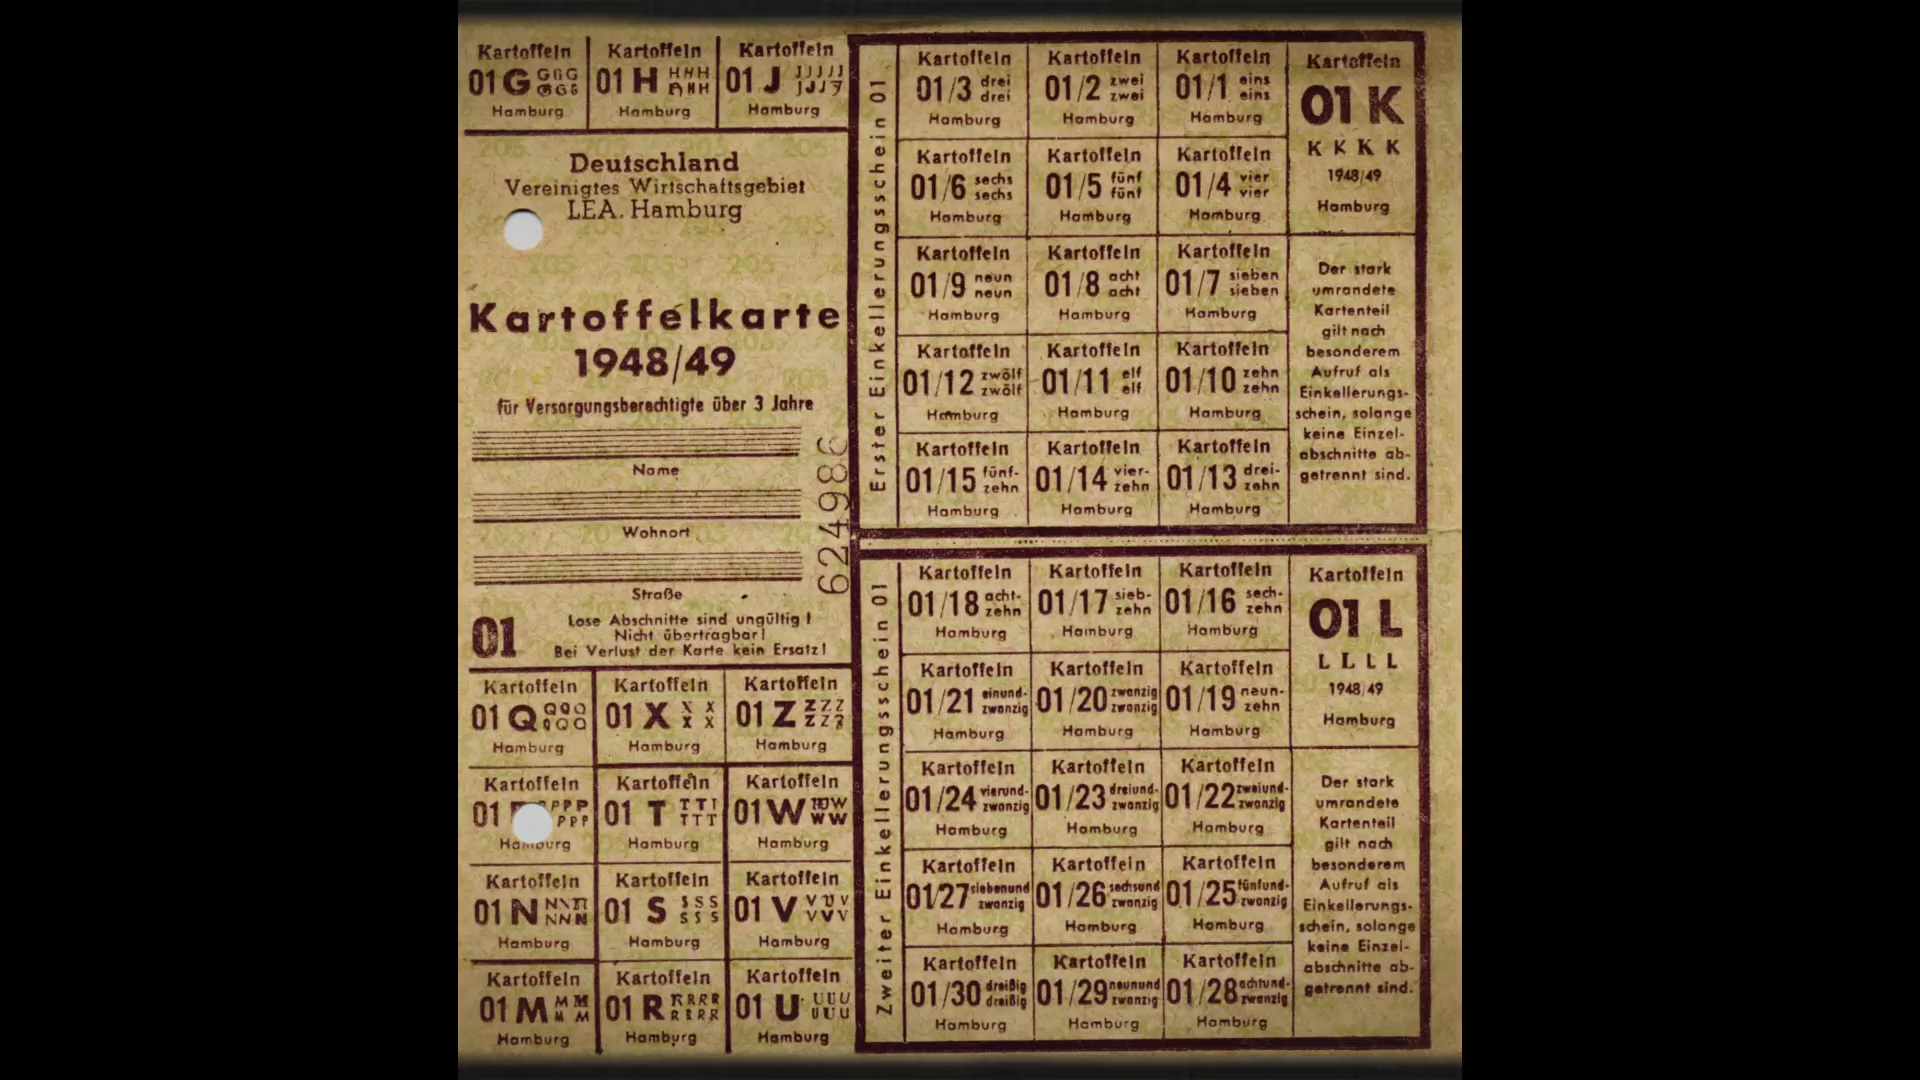 Kartoffeln
01 G GGG
GGG
Hamburg
Kartoffeln
01 H HHH
HHH
Hamburg
Kartoffeln
01 J JJJJ
JJJJ
Hamburg
Deutschland
Vereinigtes Wirtschaftsgebiet
LEA. Hamburg
Kartoffelkarte
1948/49
für Versorgungsberechtigte über 3 Jahre
Name
Wohnort
Straße
624986
01
Lose Abschnitte sind ungültig!
Nicht übertragbar!
Bei Verlust der Karte kein Ersatz!
Kartoffeln
01 Q QQQ
QQQ
Hamburg
Kartoffeln
01 X X X
X X
Hamburg
Kartoffeln
01 Z ZZZ
ZZZ
Hamburg
Kartoffeln
01 PPP
PPP
Hamburg
Kartoffeln
01 T TTT
TTT
Hamburg
Kartoffeln
01 W WW
WW
Hamburg
Kartoffeln
01 N NNN
NNN
Hamburg
Kartoffeln
01 S SSS
SSS
Hamburg
Kartoffeln
01 V VVV
VVV
Hamburg
Kartoffeln
01 M MM
MM
Hamburg
Kartoffeln
01 R RRRR
RRRR
Hamburg
Kartoffeln
01 U UUU
UUU
Hamburg
Erster Einkellerungsschein 01
Kartoffeln
01/3 drei
drei
Hamburg
Kartoffeln
01/2 zwei
zwei
Hamburg
Kartoffeln
01/1 eins
eins
Hamburg
Kartoffeln
01/6 sechs
sechs
Hamburg
Kartoffeln
01/5 fünf
fünf
Hamburg
Kartoffeln
01/4 vier
vier
Hamburg
Kartoffeln
01/9 neun
neun
Hamburg
Kartoffeln
01/8 acht
acht
Hamburg
Kartoffeln
01/7 sieben
sieben
Hamburg
Kartoffeln
01/12 zwölf
zwölf
Hamburg
Kartoffeln
01/11 elf
elf
Hamburg
Kartoffeln
01/10 zehn
zehn
Hamburg
Kartoffeln
01/15 fünf-
zehn
Hamburg
Kartoffeln
01/14 vier-
zehn
Hamburg
Kartoffeln
01/13 drei-
zehn
Hamburg
Kartoffeln
01 K
K K K K
1948/49
Hamburg
Der stark
umrandete
Kartenteil
gilt nach
besonderem
Aufruf als
Einkellerungs-
schein, solange
keine Einzel-
abschnitte ab-
getrennt sind.
Zweiter Einkellerungsschein 01
Kartoffeln
01/18 acht-
zehn
Hamburg
Kartoffeln
01/17 sieb-
zehn
Hamburg
Kartoffeln
01/16 sech-
zehn
Hamburg
Kartoffeln
01/21 einund-
zwanzig
Hamburg
Kartoffeln
01/20 zwanzig
zwanzig
Hamburg
Kartoffeln
01/19 neun-
zehn
Hamburg
Kartoffeln
01/24 vierund-
zwanzig
Hamburg
Kartoffeln
01/23 dreiund-
zwanzig
Hamburg
Kartoffeln
01/22 zweiund-
zwanzig
Hamburg
Kartoffeln
01/27 siebenund
zwanzig
Hamburg
Kartoffeln
01/26 sechsund
zwanzig
Hamburg
Kartoffeln
01/25 fünfund-
zwanzig
Hamburg
Kartoffeln
01/30 dreißig
dreißig
Hamburg
Kartoffeln
01/29 neunund
zwanzig
Hamburg
Kartoffeln
01/28 achtund-
zwanzig
Hamburg
Kartoffeln
01 L
L L L L
1948/49
Hamburg
Der stark
umrandete
Kartenteil
gilt nach
besonderem
Aufruf als
Einkellerungs-
schein, solange
keine Einzel-
abschnitte ab-
getrennt sind.